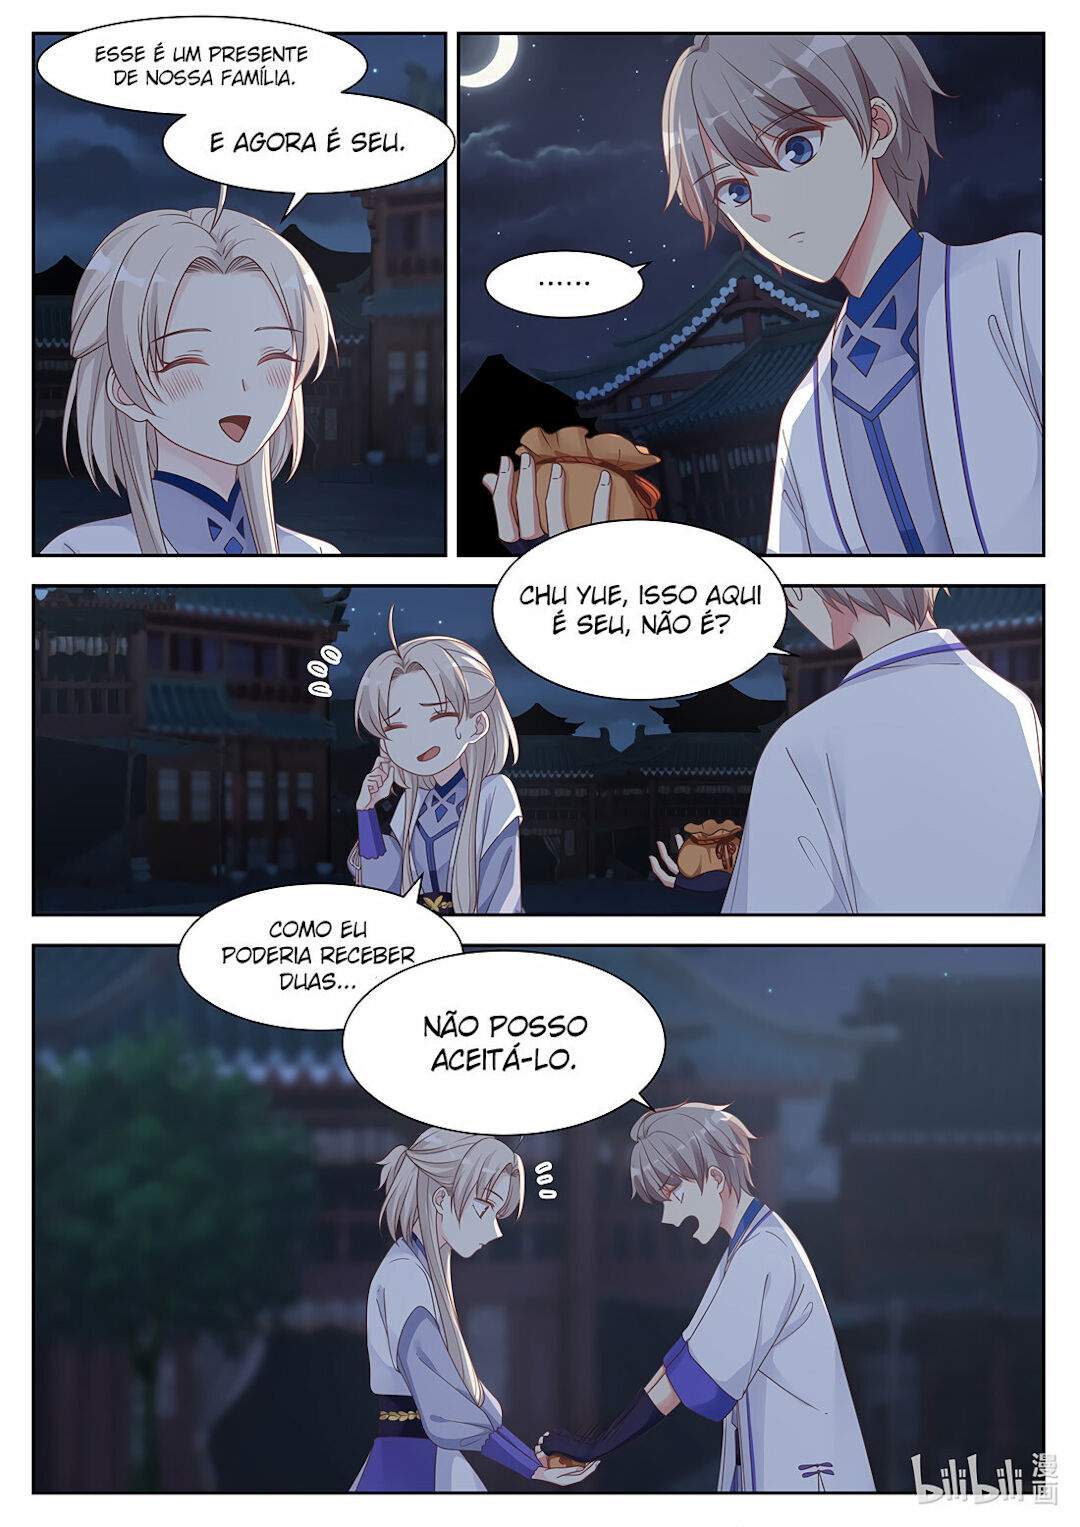 ESSE É UM PRESENTE
DE NOSSA FAMÍLIA.
E AGORA É SEU.
......
CHU YUE, ISSO AQUI
É SEU, NÃO É?
COMO EU
PODERIA RECEBER
DUAS...
NÃO POSSO
ACEITÁ-LO.
bilibili 漫画